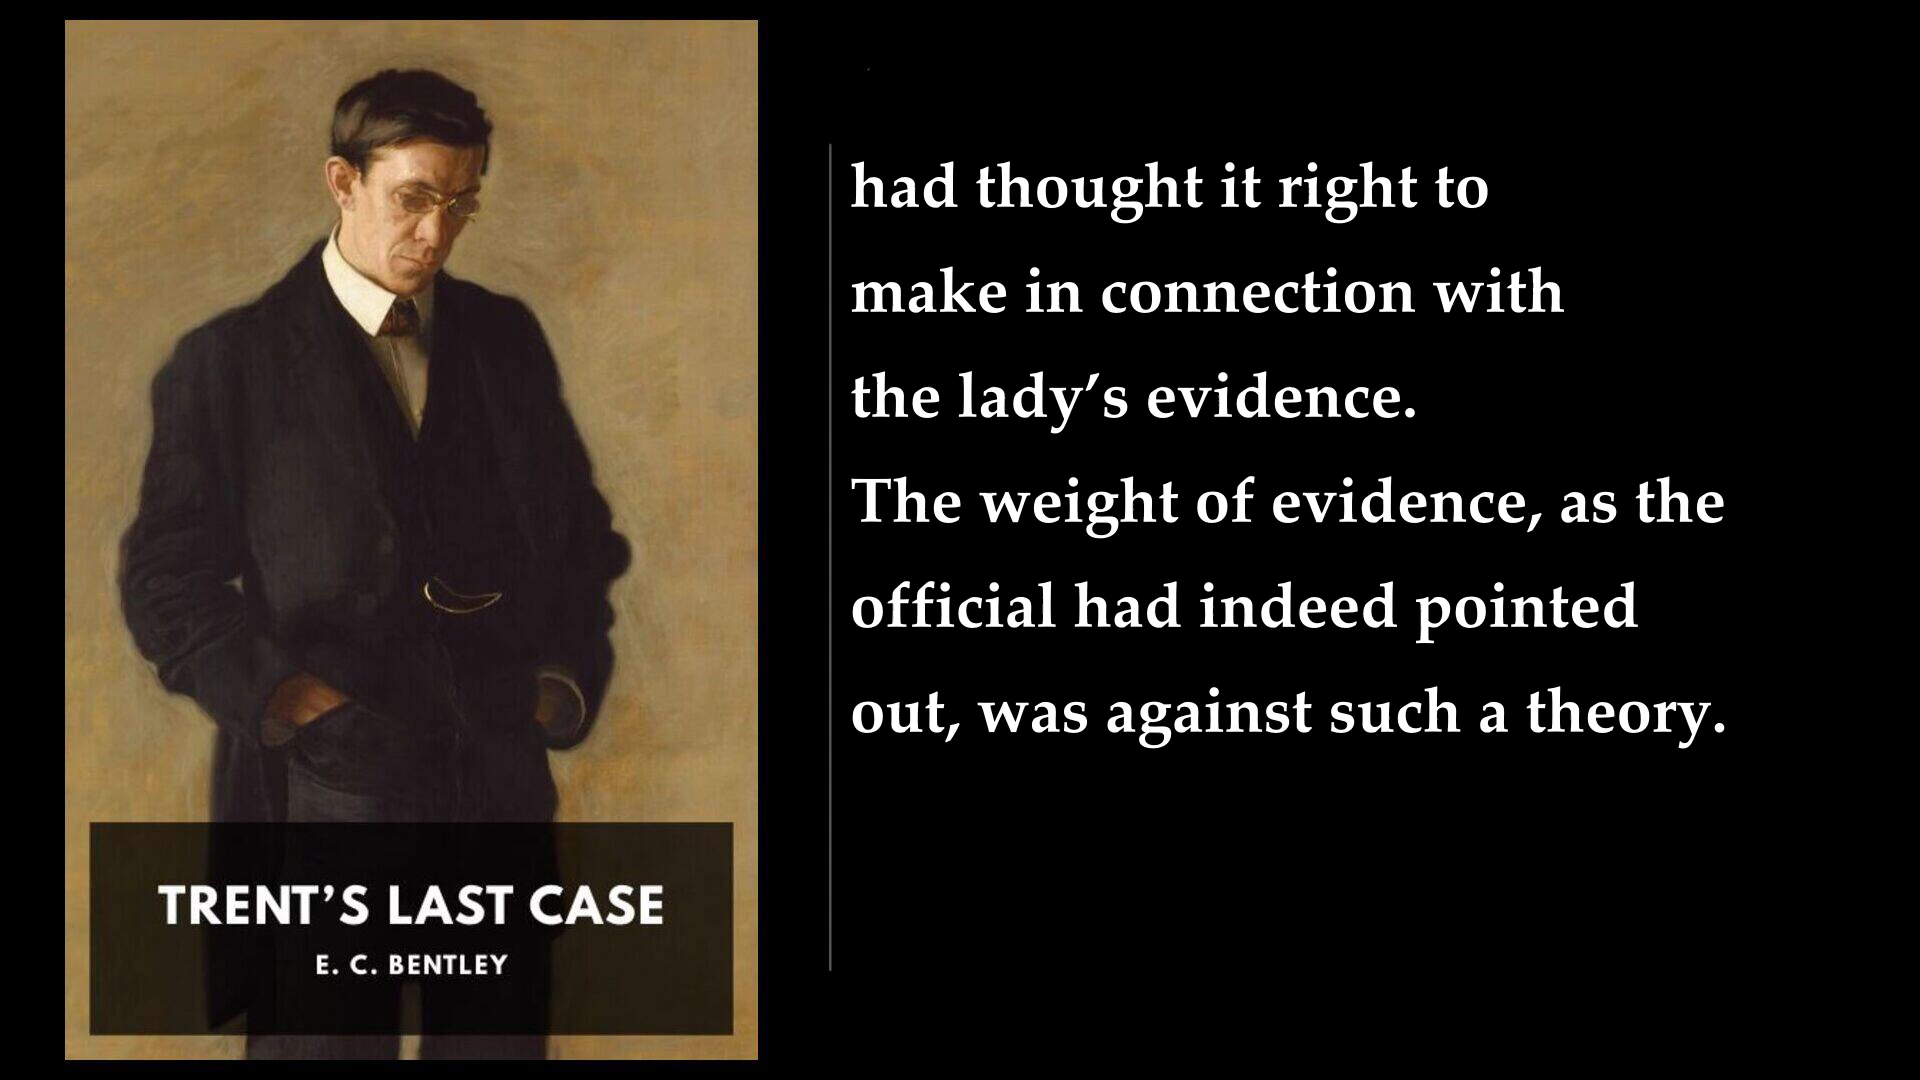 had thought it right to
make in connection with
the lady’s evidence.
The weight of evidence, as the
official had indeed pointed
out, was against such a theory.
TRENT’S LAST CASE
E. C. BENTLEY